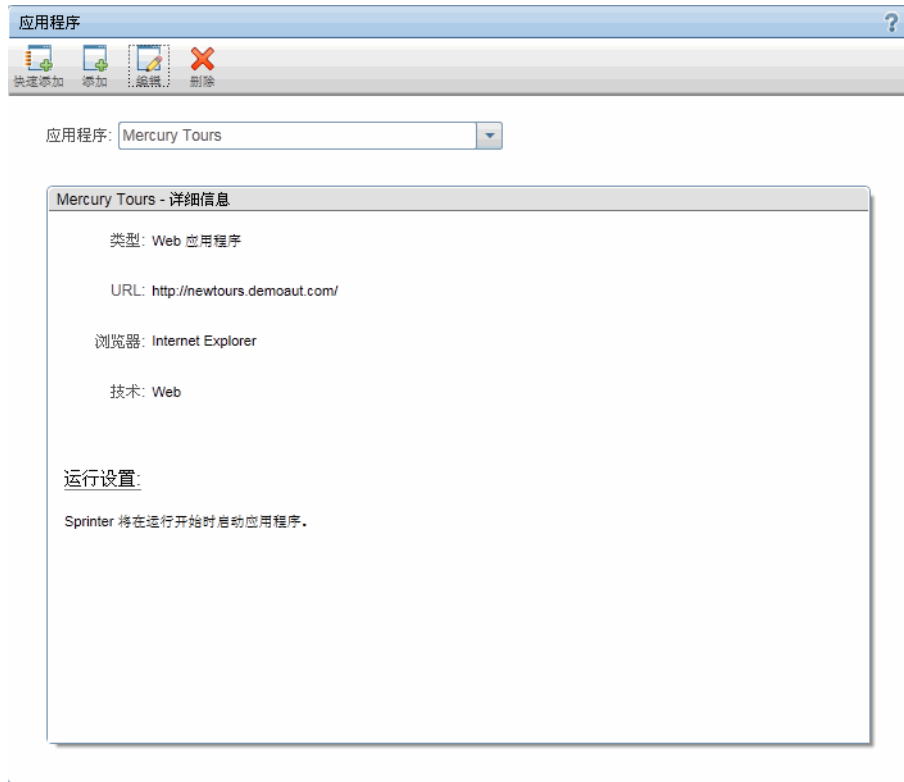 应用程序
?
快速添加 添加 编辑 删除
应用程序: Mercury Tours
Mercury Tours - 详细信息
类型: Web 应用程序
URL: http://newtours.demoaut.com/
浏览器: Internet Explorer
技术: Web
运行设置:
Sprinter 将在运行开始时启动应用程序。